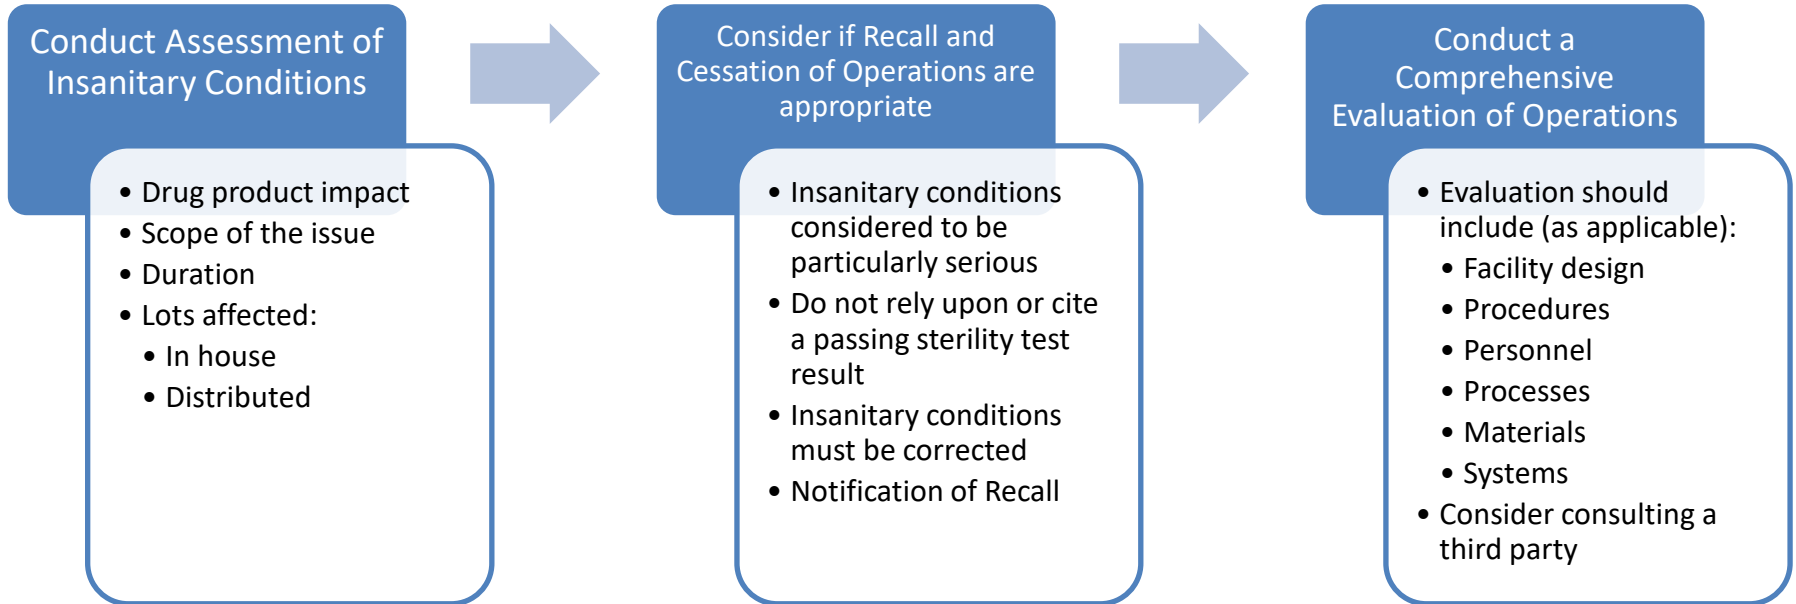 Conduct Assessment of
Insanitary Conditions
• Drug product impact
• Scope of the issue
• Duration
• Lots affected:
• In house
• Distributed
Consider if Recall and
Cessation of Operations are
appropriate
• Insanitary conditions
considered to be
particularly serious
• Do not rely upon or cite
a passing sterility test
result
• Insanitary conditions
must be corrected
• Notification of Recall
Conduct a
Comprehensive
Evaluation of Operations
• Evaluation should
include (as applicable):
• Facility design
• Procedures
• Personnel
• Processes
• Materials
• Systems
• Consider consulting a
third party